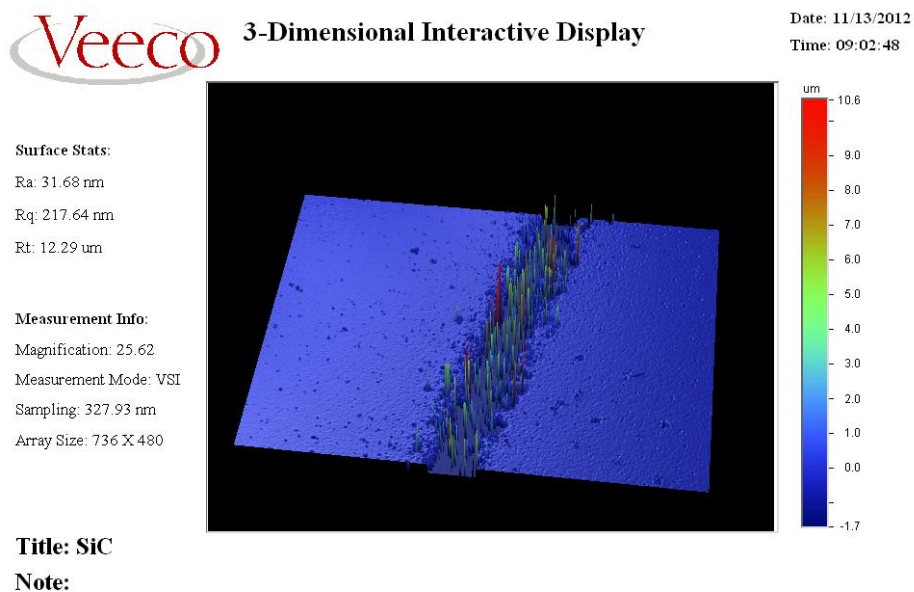 Veeco
3-Dimensional Interactive Display
Date: 11/13/2012
Time: 09:02:48
Surface Stats:
Ra: 31.68 nm
Rq: 217.64 nm
Rt: 12.29 um
Measurement Info:
Magnification: 25.62
Measurement Mode: VSI
Sampling: 327.93 nm
Array Size: 736 X 480
um
10.6
9.0
8.0
7.0
6.0
5.0
4.0
3.0
2.0
1.0
0.0
-1.7
Title: SiC
Note: